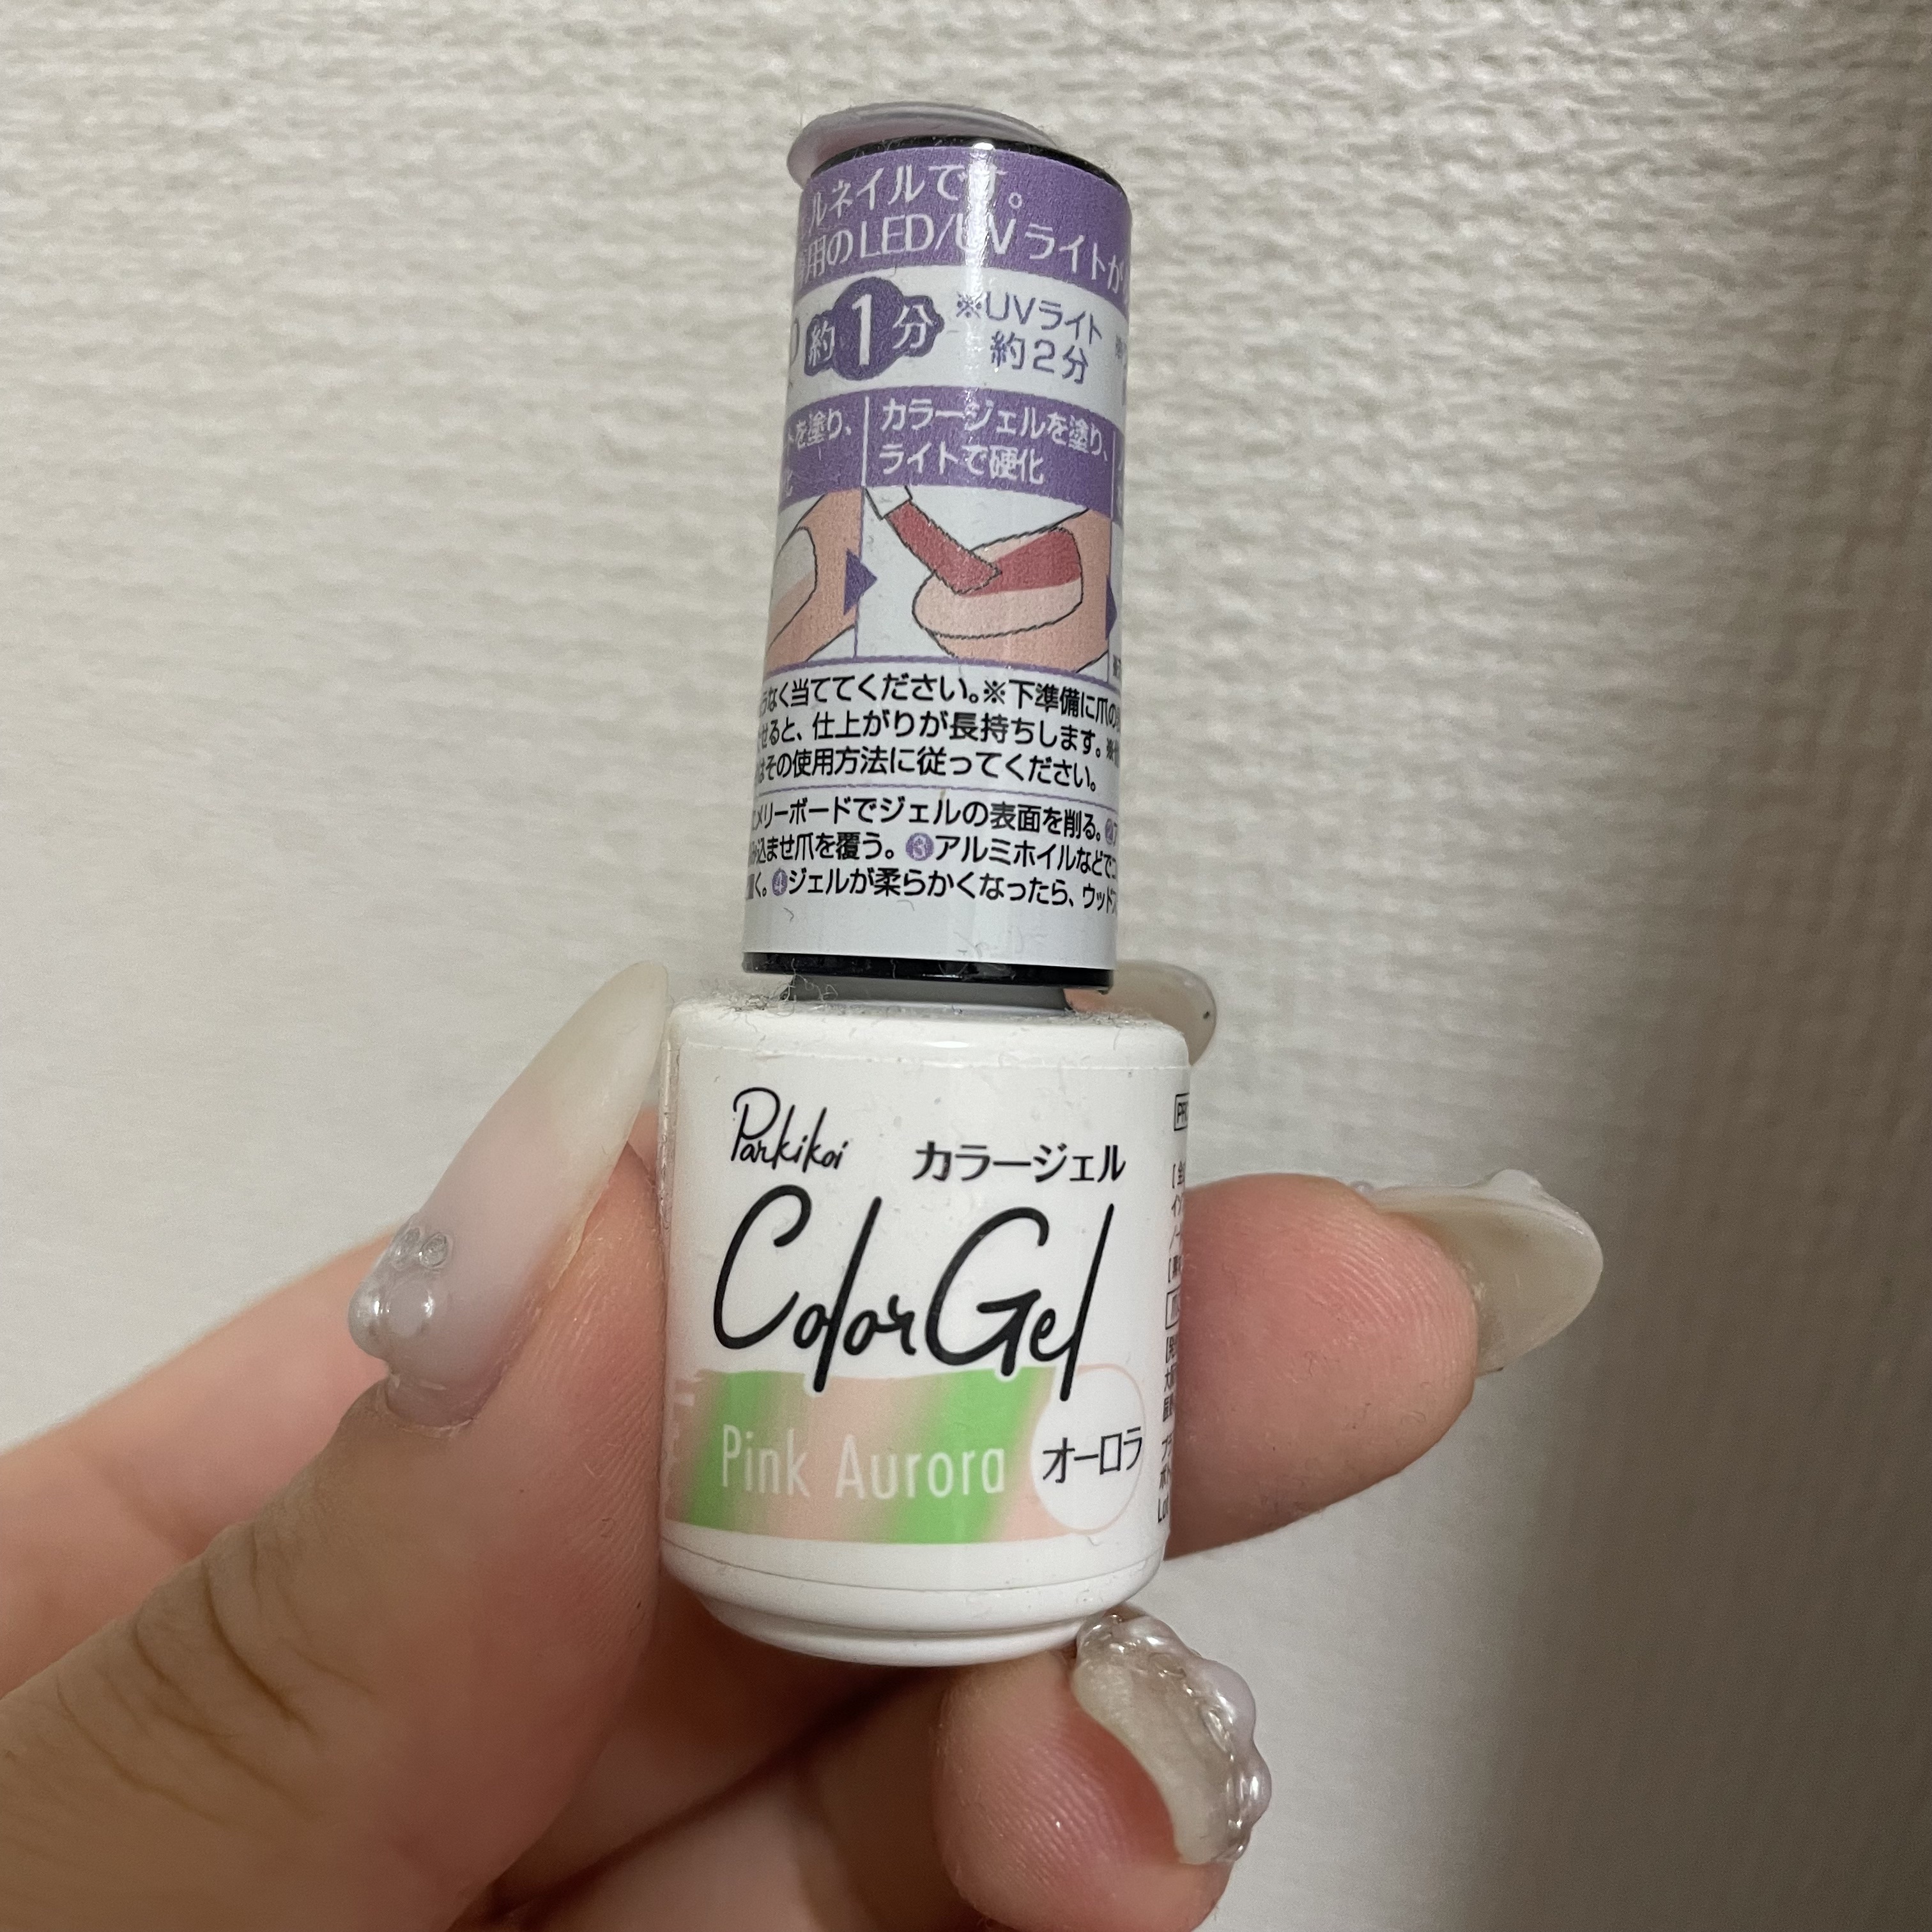 ルネイルです。
用のLED/UVライトが
約1分 ※UVライト
約2分
を塗り、
カラージェルを塗り、
ライトで硬化
なく当ててください。※下準備に爪の
せると、仕上がりが長持ちします。
はその使用方法に従ってください。
メリーボードでジェルの表面を削る。❷
込ませ爪を覆う。❸アルミホイルなどで
く。❹ジェルが柔らかくなったら、ウッド
Parkikoi カラージェル
Color Gel
Pink Aurora オーロラ